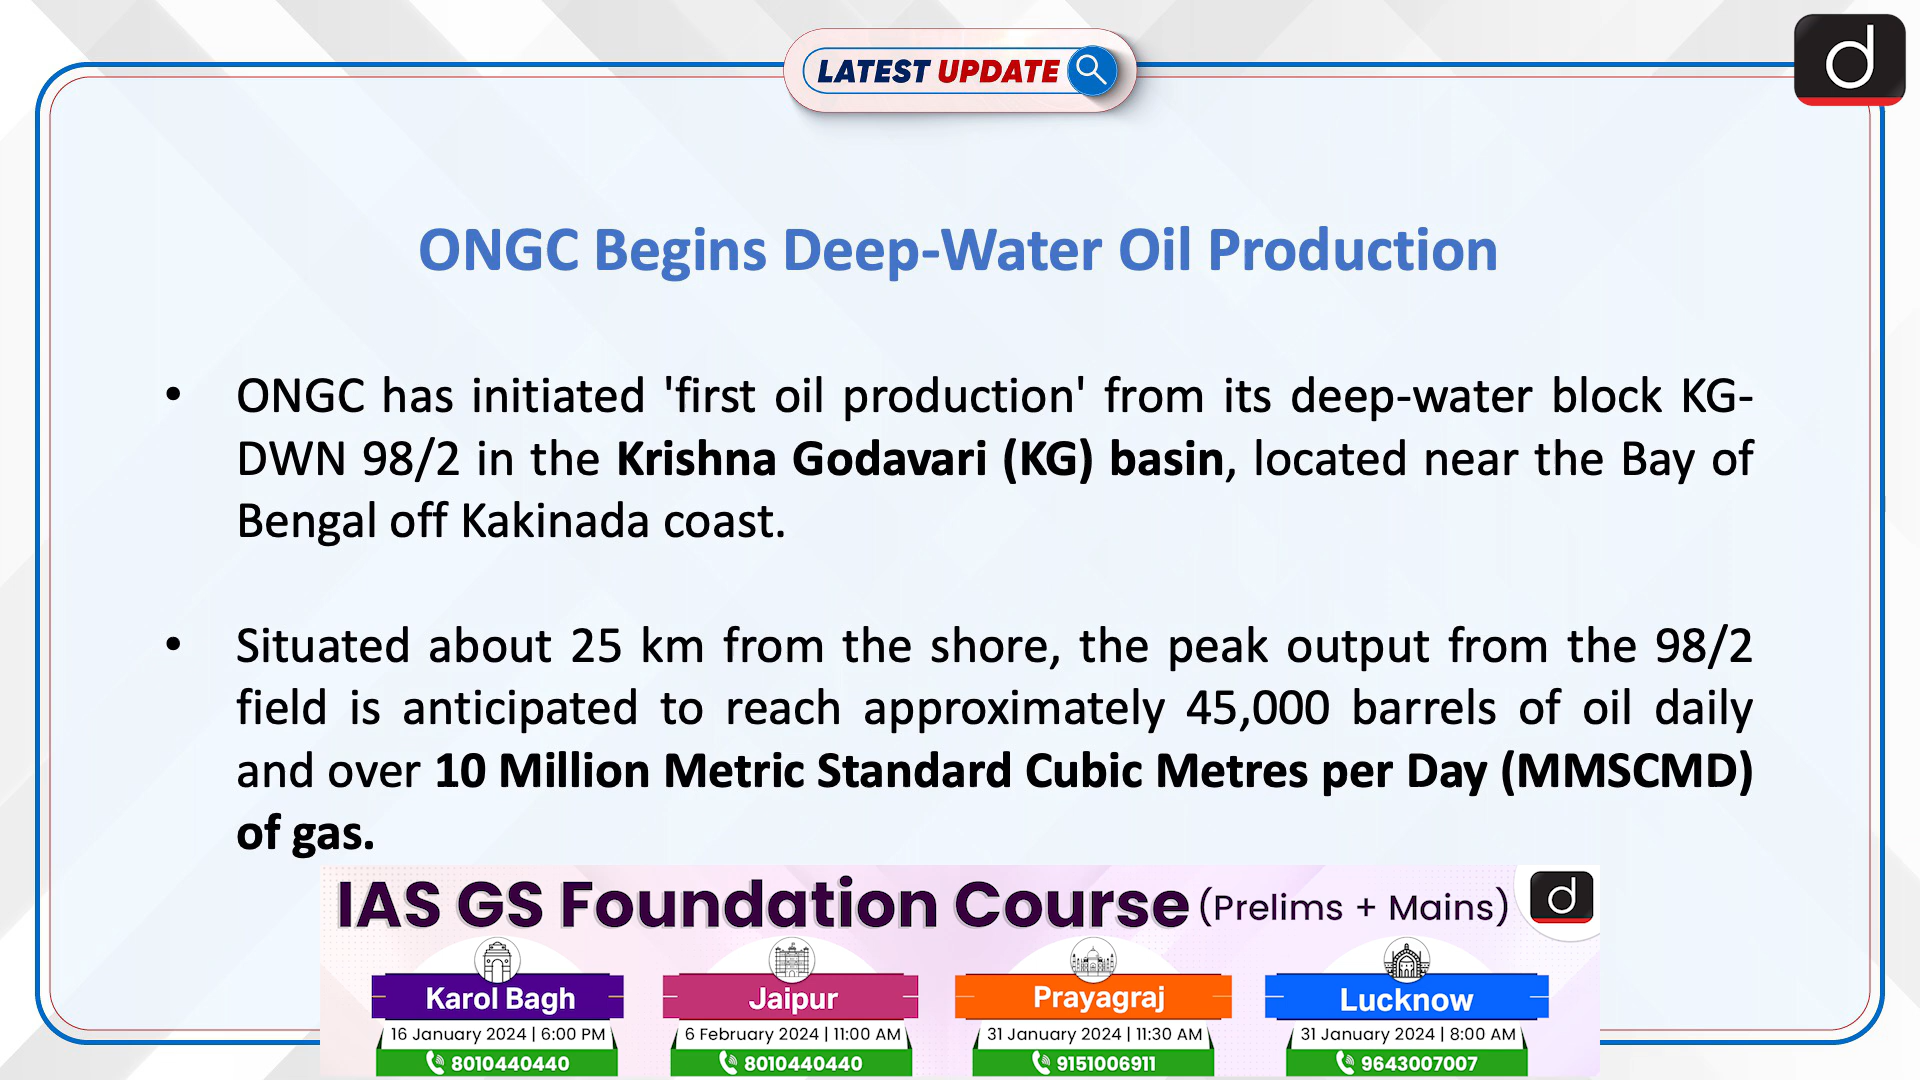 LATEST UPDATE
d
ONGC Begins Deep-Water Oil Production
• ONGC has initiated 'first oil production' from its deep-water block KG-
DWN 98/2 in the Krishna Godavari (KG) basin, located near the Bay of
Bengal off Kakinada coast.
• Situated about 25 km from the shore, the peak output from the 98/2
field is anticipated to reach approximately 45,000 barrels of oil daily
and over 10 Million Metric Standard Cubic Metres per Day (MMSCMD)
of gas.
IAS GS Foundation Course (Prelims + Mains)
d
Karol Bagh
16 January 2024 | 6:00 PM
8010440440
Jaipur
6 February 2024 | 11:00 AM
8010440440
Prayagraj
31 January 2024 | 11:30 AM
9151006911
Lucknow
31 January 2024 | 8:00 AM
9643007007